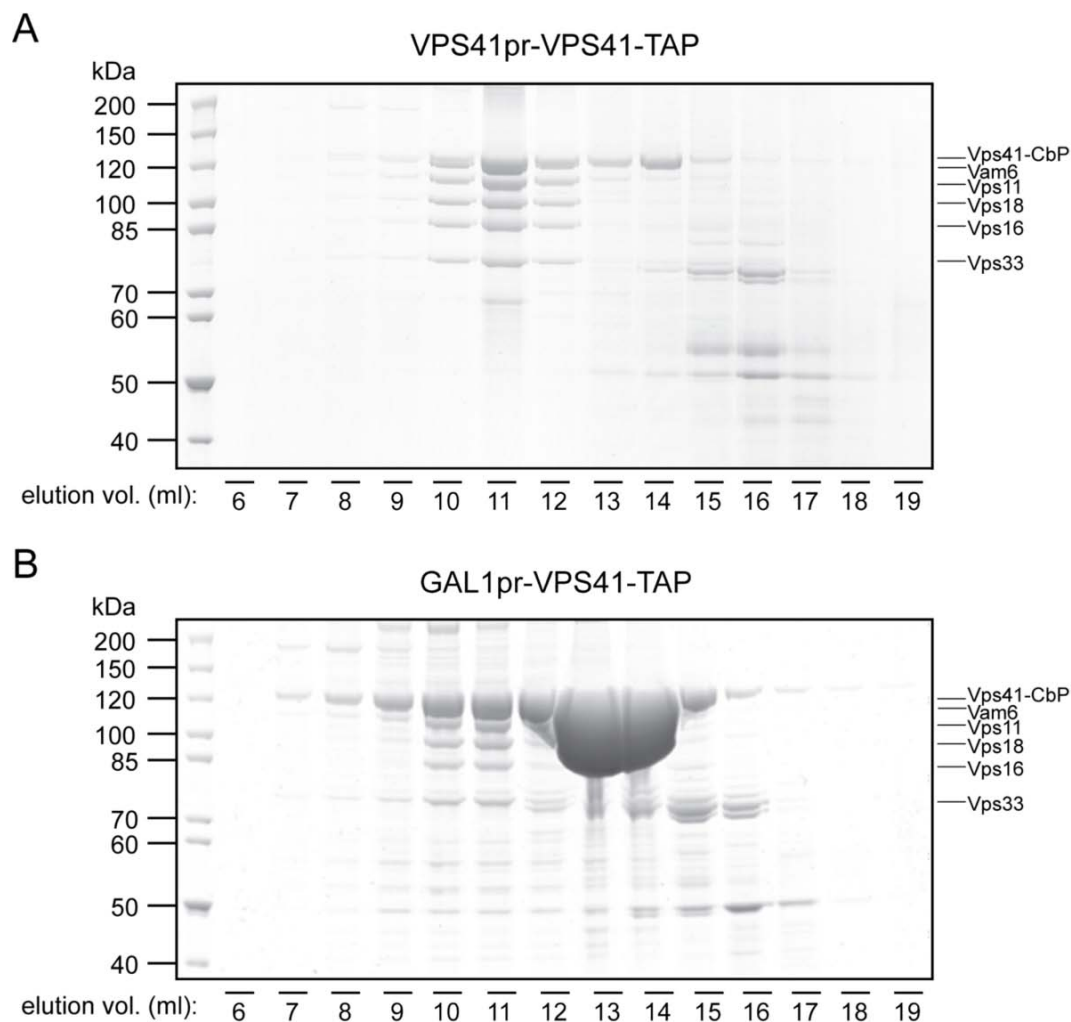 A
VPS41pr-VPS41-TAP
kDa
200
150
120
100
85
70
60
50
40
Vps41-CbP
Vam6
Vps11
Vps18
Vps16
Vps33
elution vol. (ml): 6 7 8 9 10 11 12 13 14 15 16 17 18 19
B
GAL1pr-VPS41-TAP
kDa
200
150
120
100
85
70
60
50
40
Vps41-CbP
Vam6
Vps11
Vps18
Vps16
Vps33
elution vol. (ml): 6 7 8 9 10 11 12 13 14 15 16 17 18 19